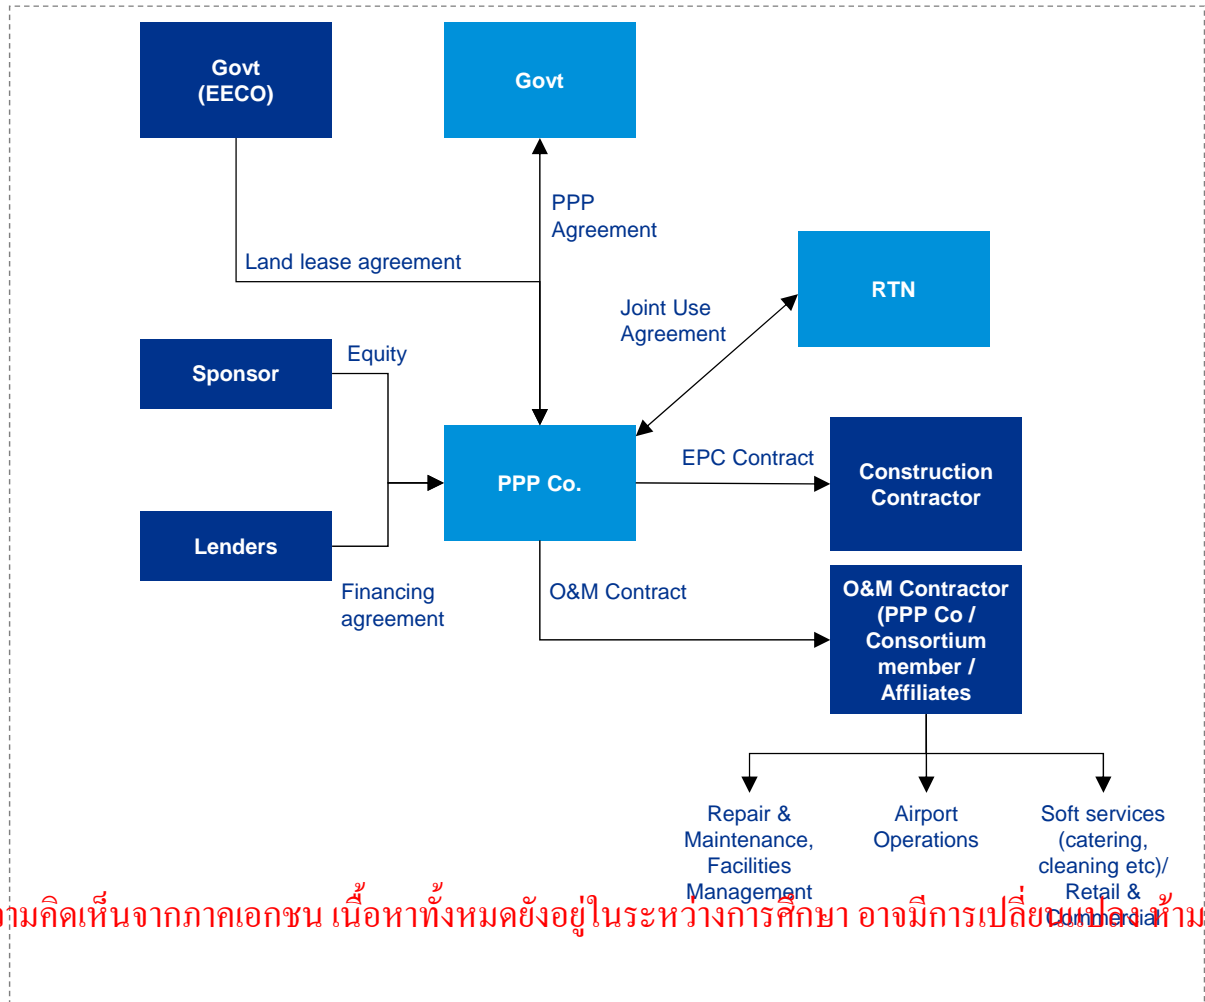 Govt
(EECO)
Govt
PPP
Agreement
Land lease agreement
RTN
Joint Use
Agreement
Sponsor
Equity
PPP Co.
EPC Contract
Construction
Contractor
Lenders
Financing
agreement
O&M Contract
O&M Contractor
(PPP Co /
Consortium
member /
Affiliates
Repair &
Maintenance,
Facilities
Management
Airport
Operations
Soft services
(catering,
cleaning etc)/
Retail &
Commercial
ามคิดเห็นจากภาคเอกชน เนื้อหาทั้งหมดยังอยู่ในระหว่างการศึกษา อาจมีการเปลี่ยนแปลง ห้าม